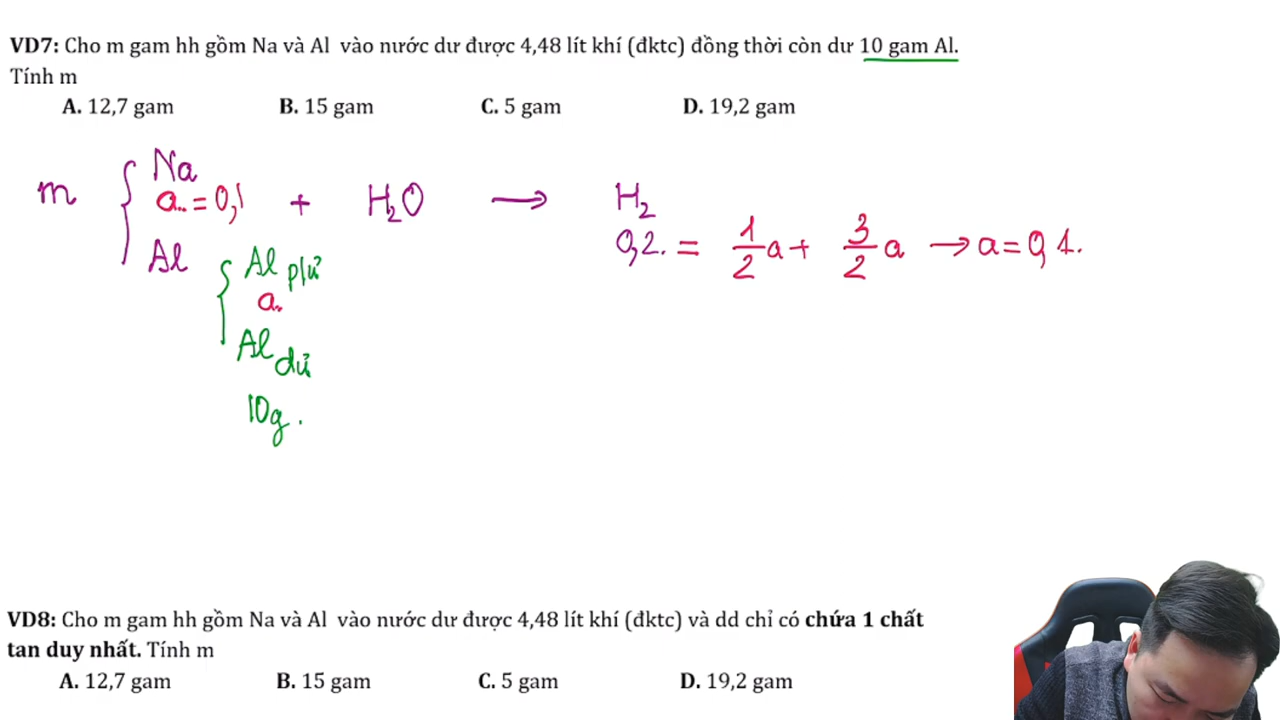 VD7: Cho m gam hh gồm Na và Al vào nước dư được 4,48 lít khí (đktc) đồng thời còn dư 10 gam Al.
Tính m
A. 12,7 gam B. 15 gam C. 5 gam D. 19,2 gam
m { Na
a = 0,1 + H₂O → H₂
Al
0,2 = 1/2 a + 3/2 a → a = 0,1.
{ Al pư
a
Al dư
10g.
VD8: Cho m gam hh gồm Na và Al vào nước dư được 4,48 lít khí (đktc) và dd chỉ có chứa 1 chất
tan duy nhất. Tính m
A. 12,7 gam B. 15 gam C. 5 gam D. 19,2 gam